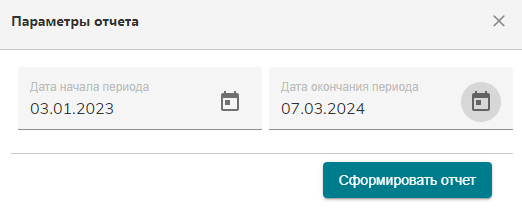 Параметры отчета
Дата начала периода
Дата окончания периода
03.01.2023
07.03.2024
Сформировать отчет